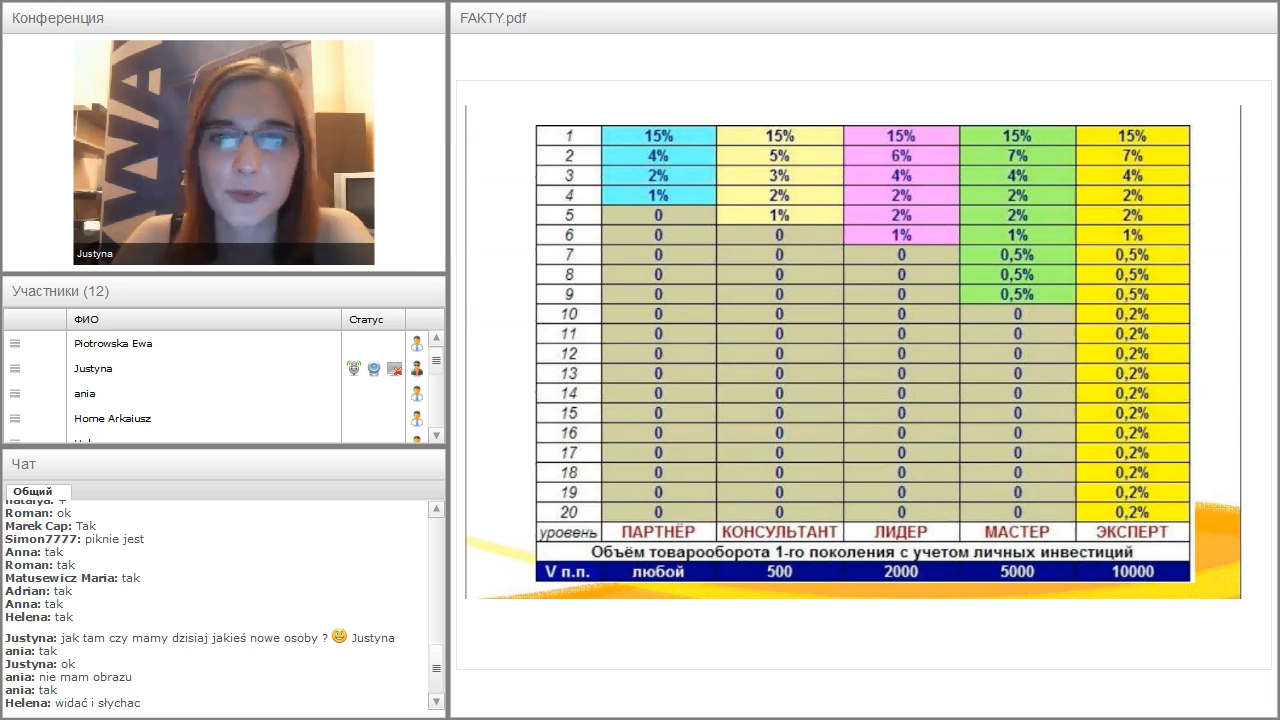 Конференция
WAY
Justyna
Участники (12)
ФИО Статус
Piotrowska Ewa
Justyna
ania
Home Arkaiusz
Чат
Общий
natalya: +
Roman: ok
Marek Cap: Tak
Simon7777: piknie jest
Anna: tak
Roman: tak
Matusewicz Maria: tak
Adrian: tak
Anna: tak
Helena: tak
Justyna: jak tam czy mamy dzisiaj jakieś nowe osoby ? Justyna
ania: tak
Justyna: ok
ania: nie mam obrazu
ania: tak
Helena: widać i słychac
FAKTY.pdf
1 15% 15% 15% 15% 15%
2 4% 5% 6% 7% 7%
3 2% 3% 4% 4% 4%
4 1% 2% 2% 2% 2%
5 0 1% 2% 2% 2%
6 0 0 1% 1% 1%
7 0 0 0 0,5% 0,5%
8 0 0 0 0,5% 0,5%
9 0 0 0 0,5% 0,5%
10 0 0 0 0 0,2%
11 0 0 0 0 0,2%
12 0 0 0 0 0,2%
13 0 0 0 0 0,2%
14 0 0 0 0 0,2%
15 0 0 0 0 0,2%
16 0 0 0 0 0,2%
17 0 0 0 0 0,2%
18 0 0 0 0 0,2%
19 0 0 0 0 0,2%
20 0 0 0 0 0,2%
уровень ПАРТНЁР КОНСУЛЬТАНТ ЛИДЕР МАСТЕР ЭКСПЕРТ
Объём товарооборота 1-го поколения с учетом личных инвестиций
V п.п. любой 500 2000 5000 10000